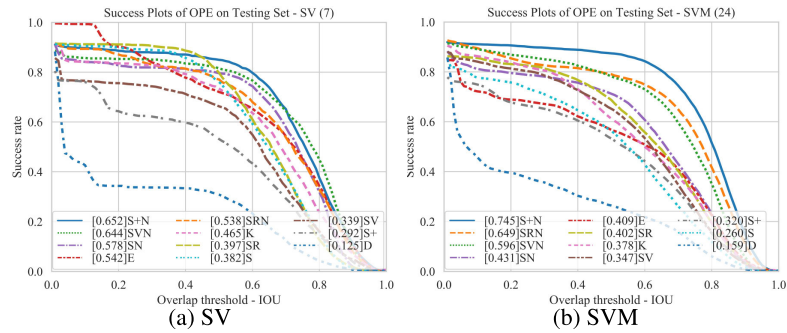 Success Plots of OPE on Testing Set - SV (7)
Success rate
1.0
0.8
0.6
0.4
0.2
0.0
[0.652]S+N
[0.644]SVN
[0.578]SN
[0.542]E
[0.538]SRN
[0.465]K
[0.397]SR
[0.382]S
[0.339]SV
[0.292]S+
[0.125]D
0.0 0.2 0.4 0.6 0.8 1.0
Overlap threshold - IOU
(a) SV
Success Plots of OPE on Testing Set - SVM (24)
Success rate
1.0
0.8
0.6
0.4
0.2
0.0
[0.745]S+N
[0.649]SRN
[0.596]SVN
[0.431]SN
[0.409]E
[0.402]SR
[0.378]K
[0.347]SV
[0.320]S+
[0.260]S
[0.159]D
0.0 0.2 0.4 0.6 0.8 1.0
Overlap threshold - IOU
(b) SVM